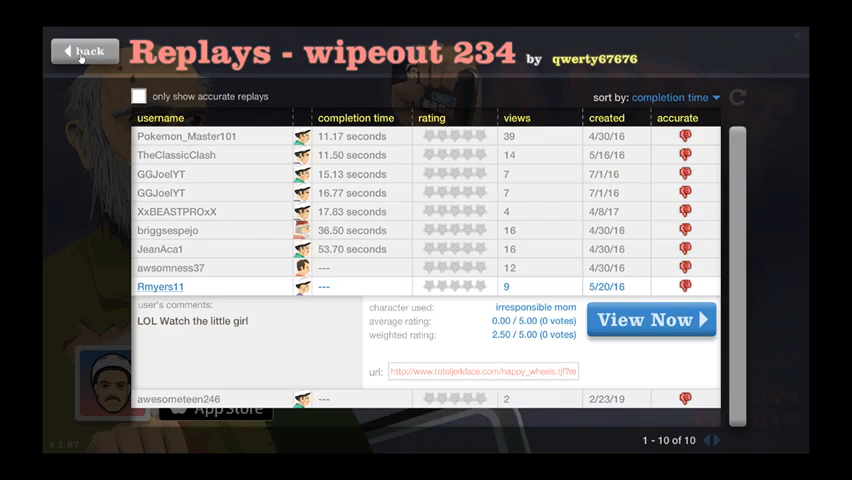 back
Replays - wipeout 234 by qwerty67676
only show accurate replays
sort by: completion time
username completion time rating views created accurate
Pokemon_Master101 11.17 seconds 39 4/30/16
TheClassicClash 11.50 seconds 14 5/16/16
GGJoelYT 15.13 seconds 7 7/1/16
GGJoelYT 16.77 seconds 7 7/1/16
XxBEASTPROxX 17.83 seconds 4 4/8/17
briggsespejo 36.50 seconds 16 4/30/16
JeanAca1 53.70 seconds 16 4/30/16
awsomness37 --- 12 4/30/16
Rmyers11 --- 9 5/20/16
user's comments:
LOL Watch the little girl
character used: irresponsible mom
average rating: 0.00 / 5.00 (0 votes)
weighted rating: 2.50 / 5.00 (0 votes)
View Now
url: http://www.totaljerkface.com/happy_wheels.tjf?re
awesometeen246 --- 2 2/23/19
App Store
v 1.87
1 - 10 of 10